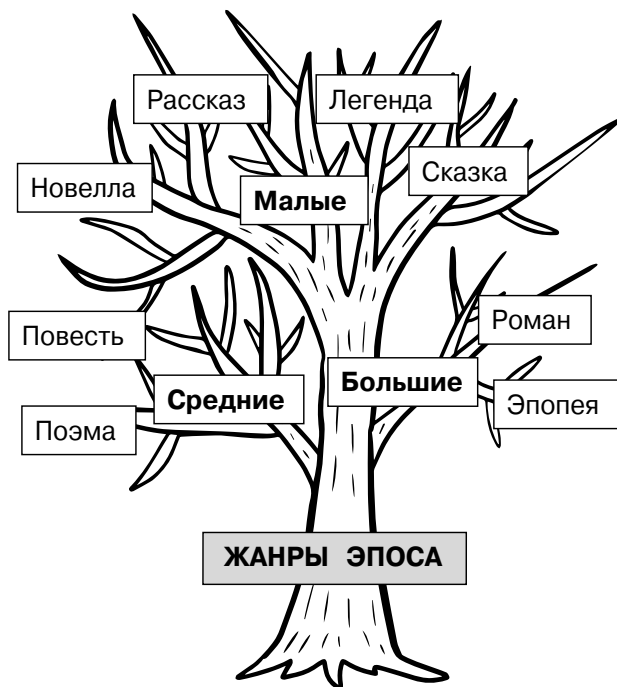 Рассказ
Легенда
Новелла
Малые
Сказка
Повесть
Роман
Средние
Большие
Поэма
Эпопея
ЖАНРЫ ЭПОСА